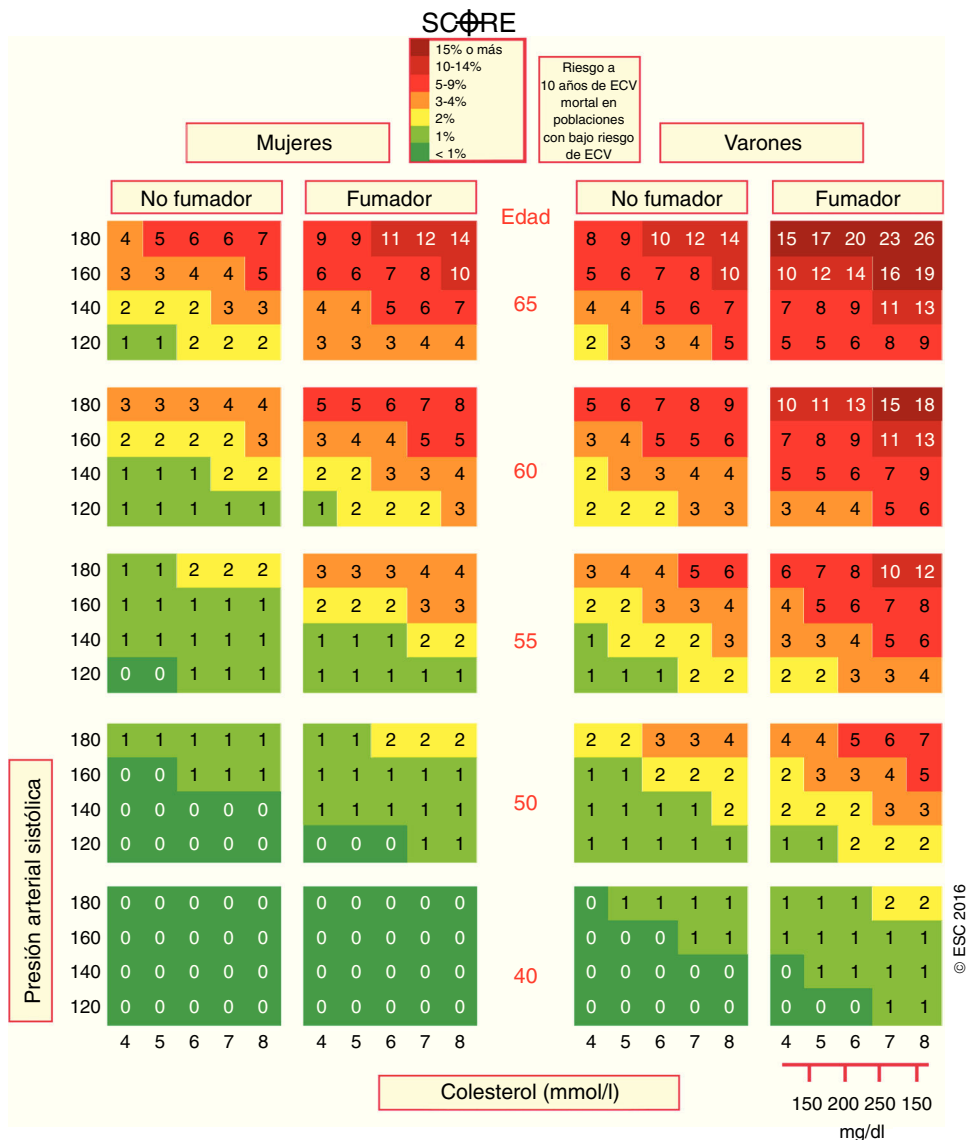 SCORE
15% o más
10-14%
5-9%
3-4%
2%
1%
< 1%
Riesgo a
10 años de ECV
mortal en
poblaciones
con bajo riesgo
de ECV
Mujeres
Varones
No fumador
Fumador
Edad
No fumador
Fumador
180 4 5 6 6 7 9 9 11 12 14 8 9 10 12 14 15 17 20 23 26
160 3 3 4 4 5 6 6 7 8 10 5 6 7 8 10 10 12 14 16 19
65
140 2 2 2 3 3 4 4 5 6 7 4 4 5 6 7 7 8 9 11 13
120 1 1 2 2 2 3 3 3 4 4 2 3 3 4 5 5 5 6 8 9
180 3 3 3 4 4 5 5 6 7 8 5 6 7 8 9 10 11 13 15 18
160 2 2 2 2 3 3 4 4 5 5 3 4 5 5 6 7 8 9 11 13
60
140 1 1 1 2 2 2 2 3 3 4 2 3 3 4 4 5 5 6 7 9
120 1 1 1 1 1 1 2 2 2 3 2 2 2 3 3 3 4 4 5 6
180 1 1 2 2 2 3 3 3 4 4 3 4 4 5 6 6 7 8 10 12
160 1 1 1 1 1 2 2 2 3 3 2 2 3 3 4 4 5 6 7 8
55
140 1 1 1 1 1 1 1 1 2 2 1 2 2 2 3 3 3 4 5 6
120 0 0 1 1 1 1 1 1 1 1 1 1 1 2 2 2 2 3 3 4
180 1 1 1 1 1 1 1 2 2 2 2 2 3 3 4 4 4 5 6 7
160 0 0 1 1 1 1 1 1 1 1 1 1 2 2 2 2 3 3 4 5
50
140 0 0 0 0 0 1 1 1 1 1 1 1 1 1 2 2 2 2 3 3
120 0 0 0 0 0 0 0 0 1 1 1 1 1 1 1 1 1 2 2 2
180 0 0 0 0 0 0 0 0 0 0 0 1 1 1 1 1 1 1 2 2
160 0 0 0 0 0 0 0 0 0 0 0 0 0 1 1 1 1 1 1 1
40
140 0 0 0 0 0 0 0 0 0 0 0 0 0 0 0 0 1 1 1 1
120 0 0 0 0 0 0 0 0 0 0 0 0 0 0 0 0 0 0 1 1
4 5 6 7 8 4 5 6 7 8 4 5 6 7 8 4 5 6 7 8
Presión arterial sistólica
Colesterol (mmol/l)
150 200 250 150
mg/dl
© ESC 2016